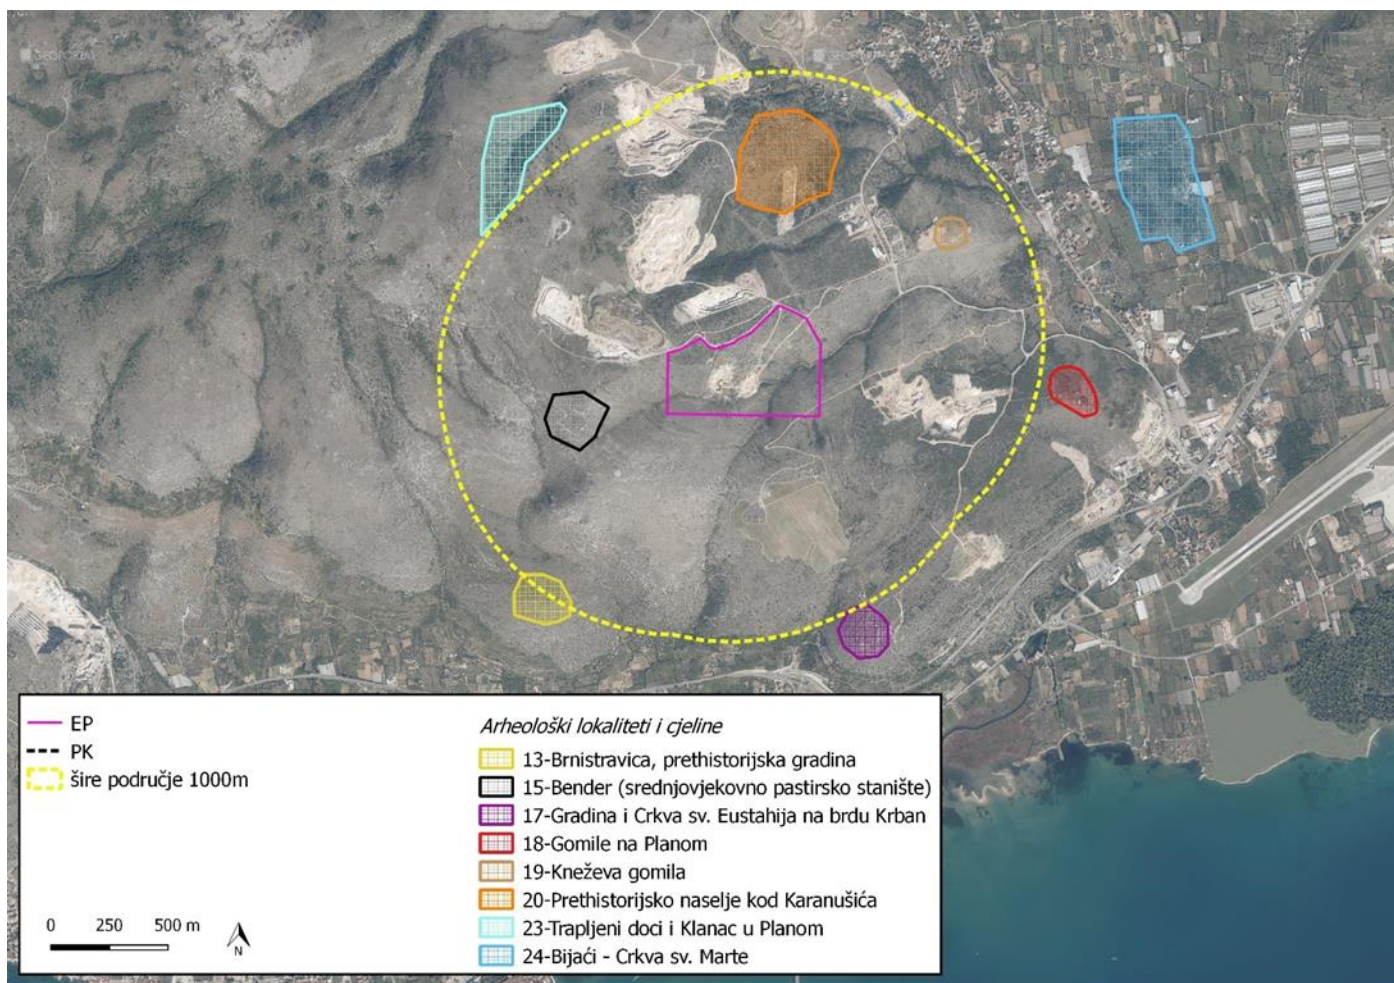 GEOPORTAL
EP
PK
šire područje 1000m
0 250 500 m
N
Arheološki lokaliteti i cjeline
13-Brnistravica, prethistorijska gradina
15-Bender (srednjovjekovno pastirsko stanište)
17-Gradina i Crkva sv. Eustahija na brdu Krban
18-Gomile na Planom
19-Kneževa gomila
20-Prethistorijsko naselje kod Karanušića
23-Trapljeni doci i Klanac u Planom
24-Bijaći - Crkva sv. Marte